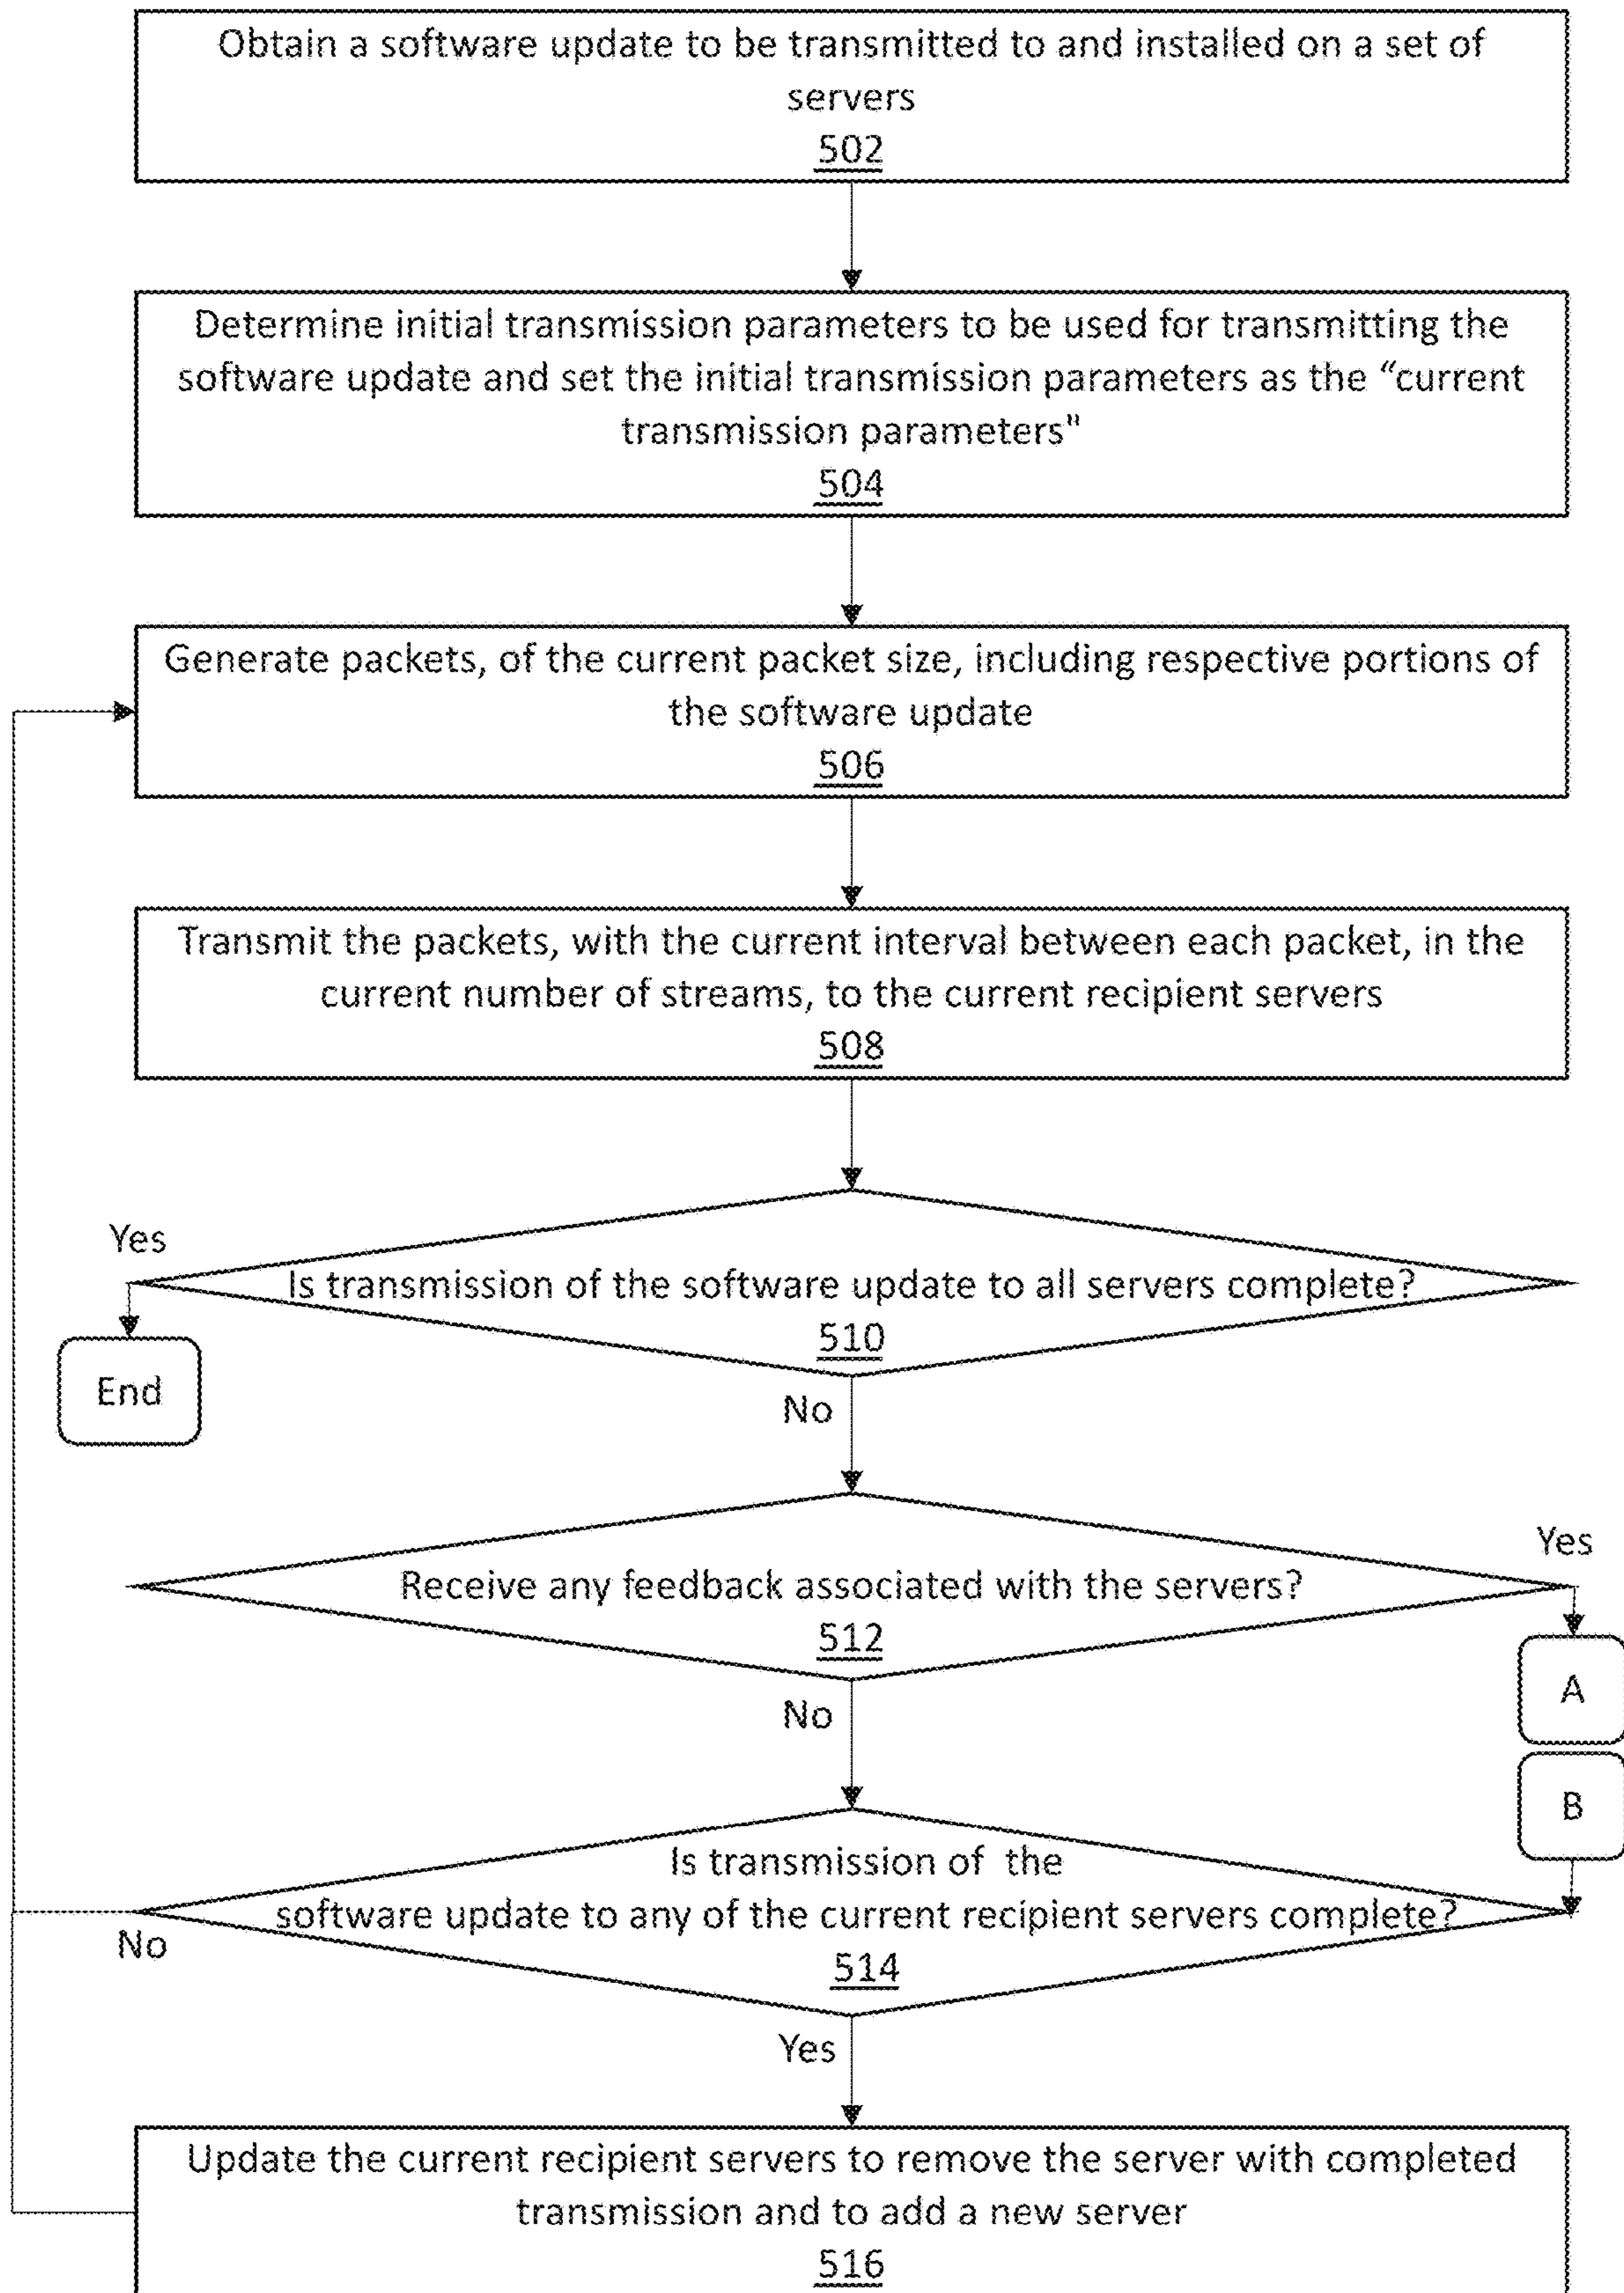 Obtain a software update to be transmitted to and installed on a set of
servers
502
Determine initial transmission parameters to be used for transmitting the
software update and set the initial transmission parameters as the “current
transmission parameters"
504
Generate packets, of the current packet size, including respective portions of
the software update
506
Transmit the packets, with the current interval between each packet, in the
current number of streams, to the current recipient servers
508
Yes
Is transmission of the software update to all servers complete?
510
End
No
Yes
Receive any feedback associated with the servers?
512
A
No
B
Is transmission of the
software update to any of the current recipient servers complete?
No
514
Yes
Update the current recipient servers to remove the server with completed
transmission and to add a new server
516